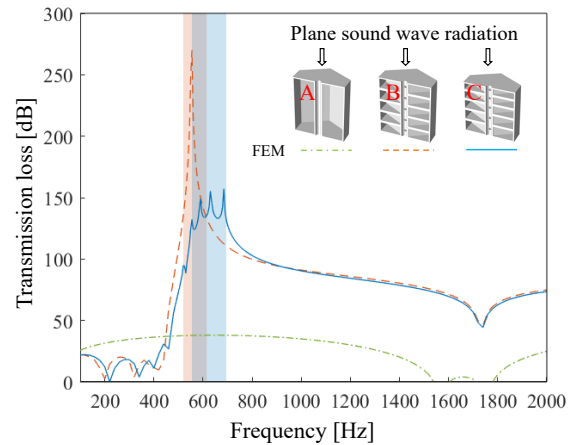 Plane sound wave radiation
A B C
FEM
Transmission loss [dB]
300
250
200
150
100
50
0
200 400 600 800 1000 1200 1400 1600 1800 2000
Frequency [Hz]